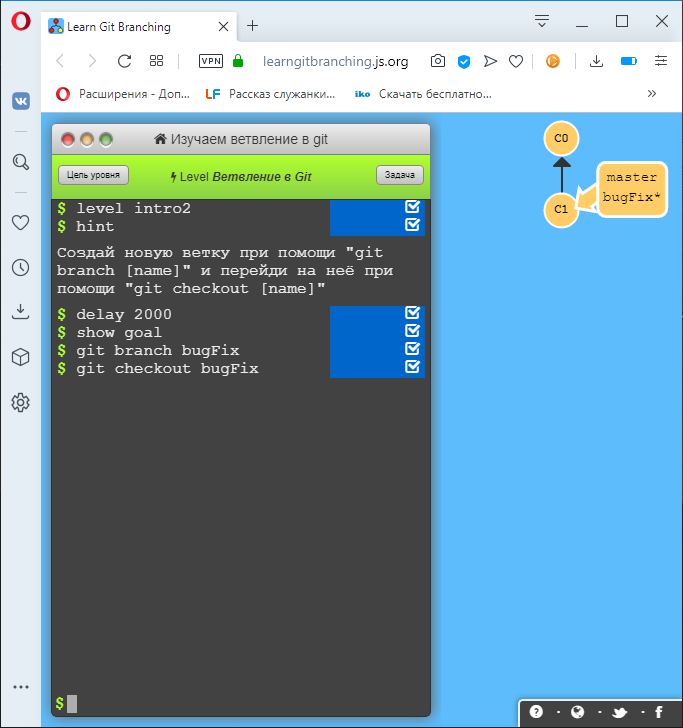 Learn Git Branching
VPN
learngitbranching.js.org
Расширения - Доп...
LF Рассказ служанки...
iko Скачать бесплатно...
Изучаем ветвление в git
Цель уровня
Level Ветвление в Git
Задача
$ level intro2
$ hint
Создай новую ветку при помощи "git
branch [name]" и перейди на неё при
помощи "git checkout [name]"
$ delay 2000
$ show goal
$ git branch bugFix
$ git checkout bugFix
$
C0
C1
master
bugFix*